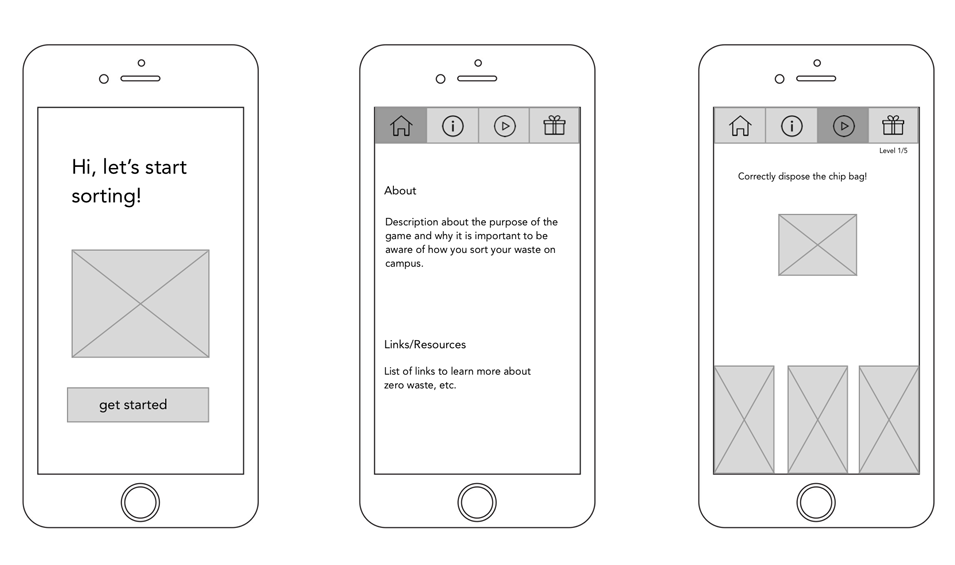 Hi, let's start
sorting!
get started
About
Description about the purpose of the
game and why it is important to be
aware of how you sort your waste on
campus.
Links/Resources
List of links to learn more about
zero waste, etc.
Level 1/5
Correctly dispose the chip bag!